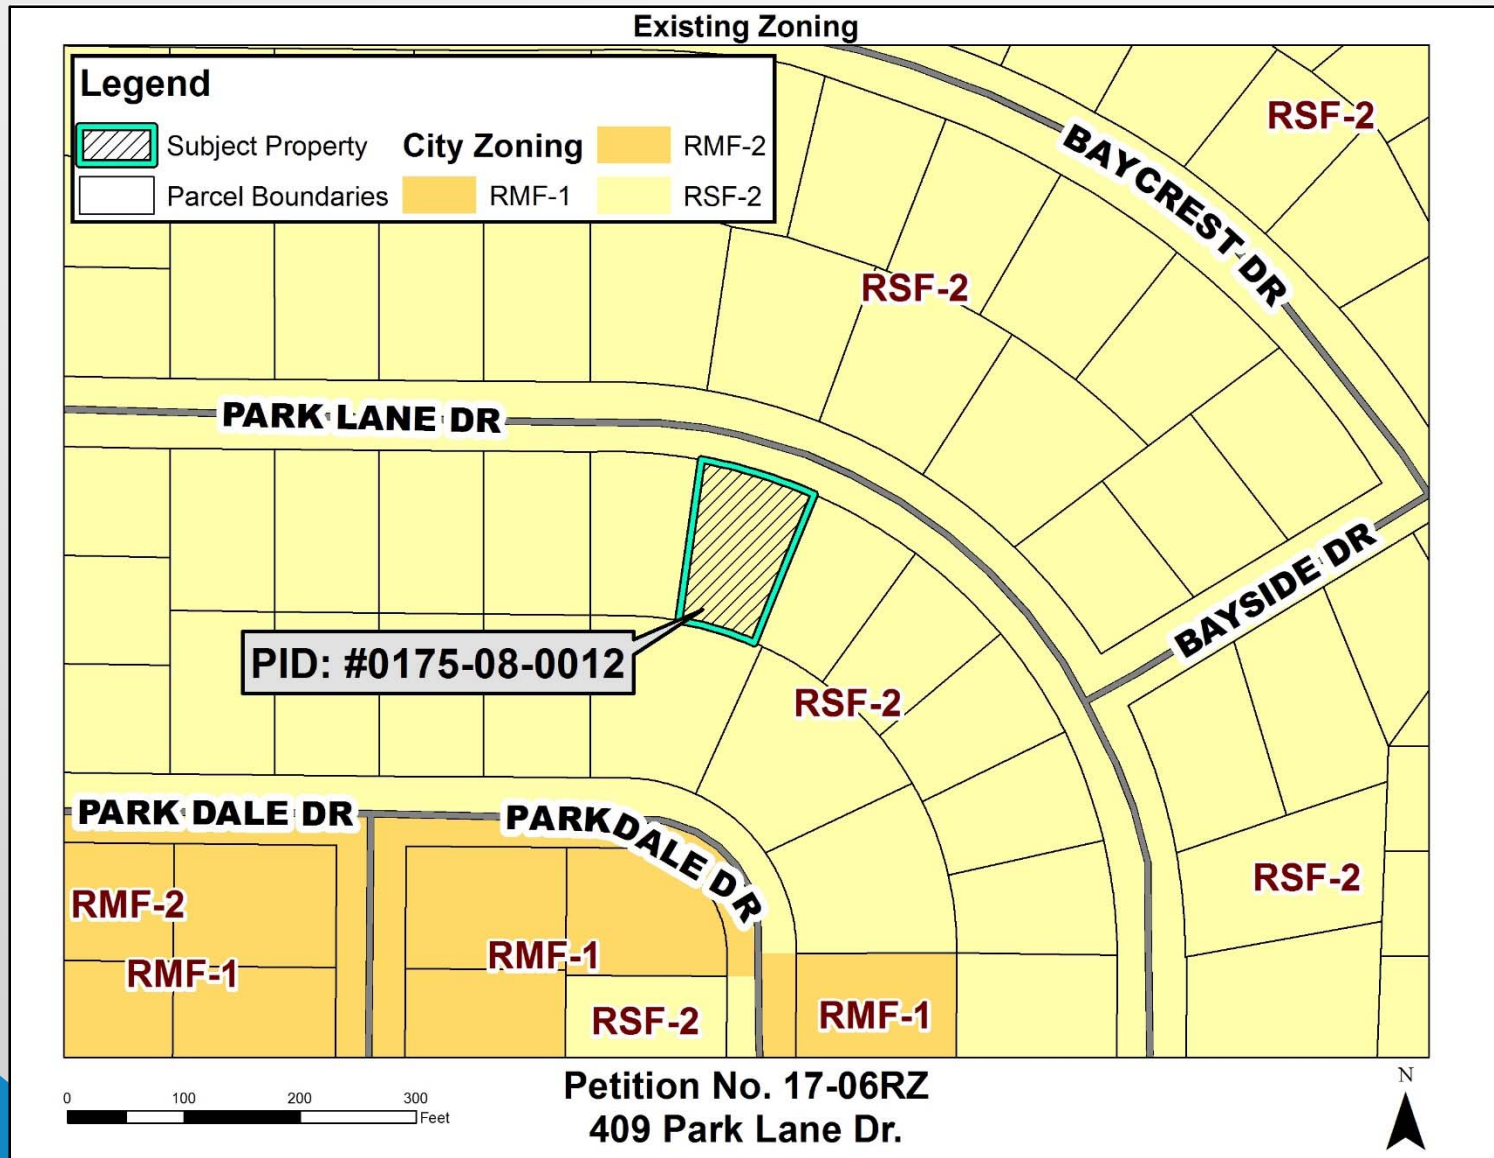 Existing Zoning
Legend
Subject Property
City Zoning
RMF-2
Parcel Boundaries
RMF-1
RSF-2
RSF-2
BAYCREST DR
RSF-2
PARK LANE DR
BAYSIDE DR
PID: #0175-08-0012
RSF-2
PARK DALE DR
PARKDALE DR
RSF-2
RMF-2
RMF-1
RMF-1
RSF-2
RMF-1
0 100 200 300
Feet
Petition No. 17-06RZ
409 Park Lane Dr.
N